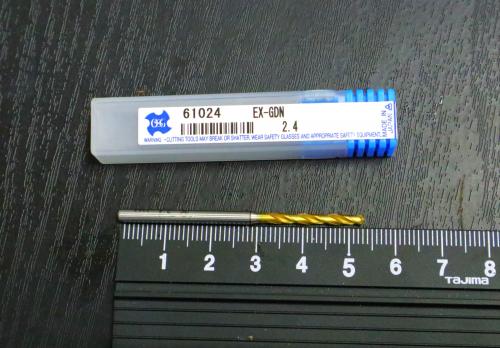 OSG
61024 EX-GDN
2.4
WARNING - CUTTING TOOLS MAY BREAK OR SHATTER, WEAR SAFETY GLASSES AND APPROPRIATE SAFETY EQUIPMENT.
MADE IN
JAPAN
1 2 3 4 5 6 7 8
TAJIMA